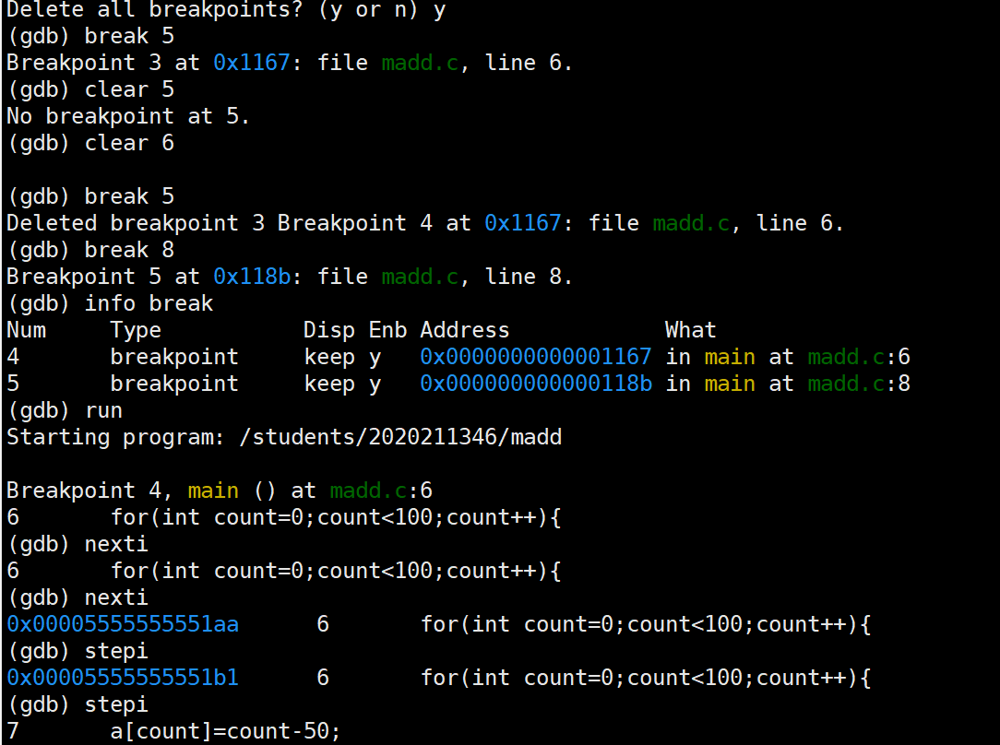 Delete all breakpoints? (y or n) y
(gdb) break 5
Breakpoint 3 at 0x1167: file madd.c, line 6.
(gdb) clear 5
No breakpoint at 5.
(gdb) clear 6
(gdb) break 5
Deleted breakpoint 3 Breakpoint 4 at 0x1167: file madd.c, line 6.
(gdb) break 8
Breakpoint 5 at 0x118b: file madd.c, line 8.
(gdb) info break
Num     Type           Disp Enb Address            What
4       breakpoint     keep y   0x0000000000001167 in main at madd.c:6
5       breakpoint     keep y   0x000000000000118b in main at madd.c:8
(gdb) run
Starting program: /students/2020211346/madd
Breakpoint 4, main () at madd.c:6
6       for(int count=0;count<100;count++){
(gdb) nexti
6       for(int count=0;count<100;count++){
(gdb) nexti
0x00005555555551aa      6       for(int count=0;count<100;count++){
(gdb) stepi
0x00005555555551b1      6       for(int count=0;count<100;count++){
(gdb) stepi
7       a[count]=count-50;